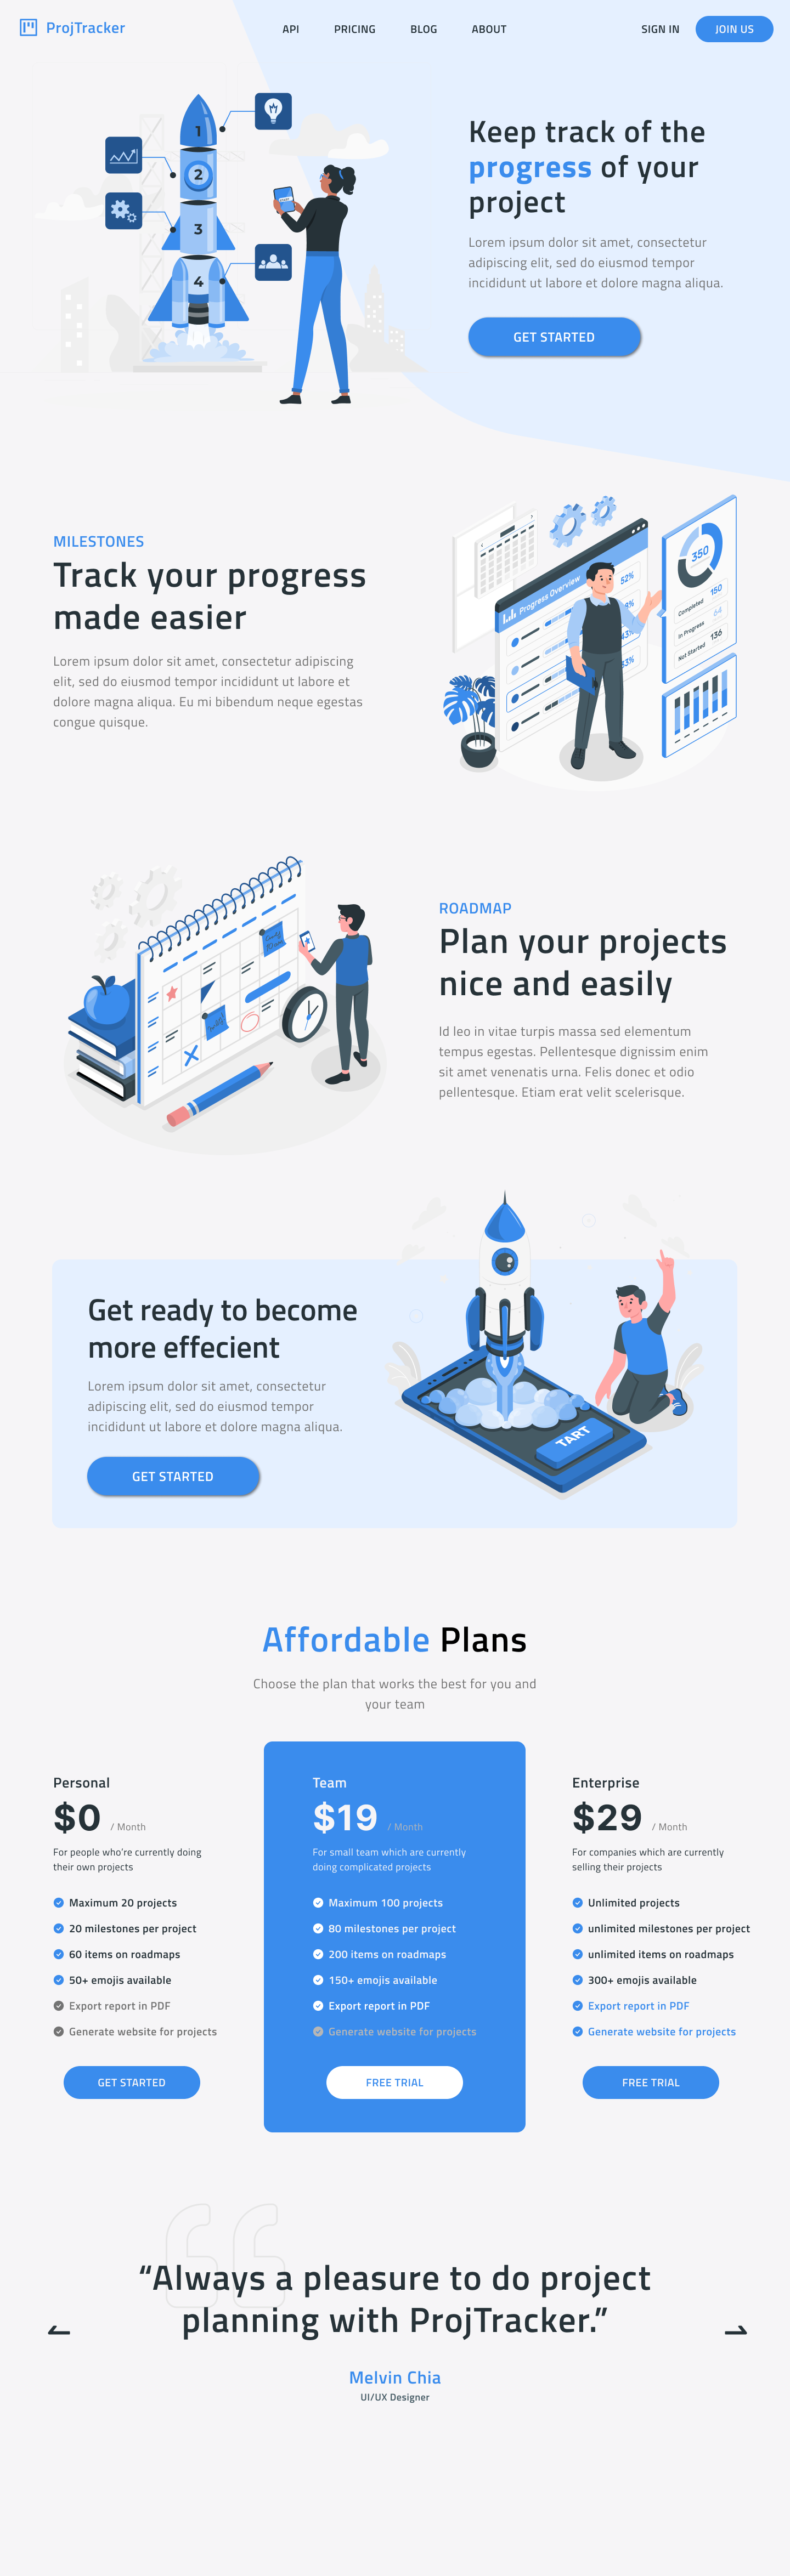 ProjTracker
API PRICING BLOG ABOUT
SIGN IN JOIN US
1
2
3
4
Keep track of the
progress of your
project
Lorem ipsum dolor sit amet, consectetur
adipiscing elit, sed do eiusmod tempor
incididunt ut labore et dolore magna aliqua.
GET STARTED
MILESTONES
Track your progress
made easier
Lorem ipsum dolor sit amet, consectetur adipiscing
elit, sed do eiusmod tempor incididunt ut labore et
dolore magna aliqua. Eu mi bibendum neque egestas
congue quisque.
Progress Overview
52%
350
Completed 150
In Progress 64
Not Started 136
ROADMAP
Plan your projects
nice and easily
Id leo in vitae turpis massa sed elementum
tempus egestas. Pellentesque dignissim enim
sit amet venenatis urna. Felis donec et odio
pellentesque. Etiam erat velit scelerisque.
Get ready to become
more effecient
Lorem ipsum dolor sit amet, consectetur
adipiscing elit, sed do eiusmod tempor
incididunt ut labore et dolore magna aliqua.
GET STARTED
TART
Affordable Plans
Choose the plan that works the best for you and
your team
Personal
$0 / Month
For people who're currently doing
their own projects
Maximum 20 projects
20 milestones per project
60 items on roadmaps
50+ emojis available
Export report in PDF
Generate website for projects
GET STARTED
Team
$19 / Month
For small team which are currently
doing complicated projects
Maximum 100 projects
80 milestones per project
200 items on roadmaps
150+ emojis available
Export report in PDF
Generate website for projects
FREE TRIAL
Enterprise
$29 / Month
For companies which are currently
selling their projects
Unlimited projects
unlimited milestones per project
unlimited items on roadmaps
300+ emojis available
Export report in PDF
Generate website for projects
FREE TRIAL
“Always a pleasure to do project
planning with ProjTracker.”
Melvin Chia
UI/UX Designer